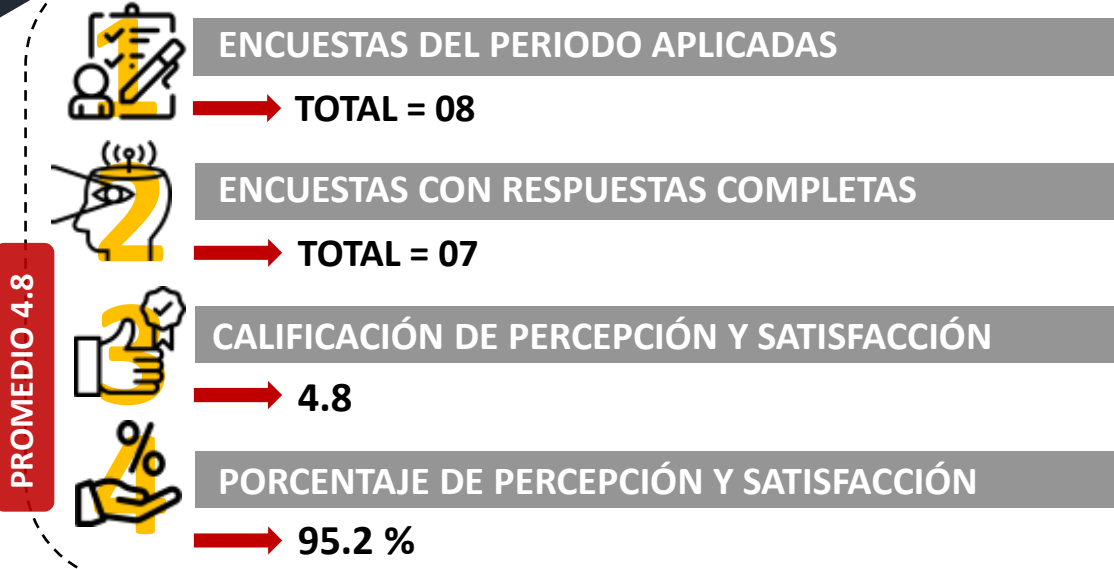 1
ENCUESTAS DEL PERIODO APLICADAS
TOTAL = 08
2
ENCUESTAS CON RESPUESTAS COMPLETAS
TOTAL = 07
PROMEDIO 4.8
3
CALIFICACIÓN DE PERCEPCIÓN Y SATISFACCIÓN
4.8
4
%
PORCENTAJE DE PERCEPCIÓN Y SATISFACCIÓN
95.2 %